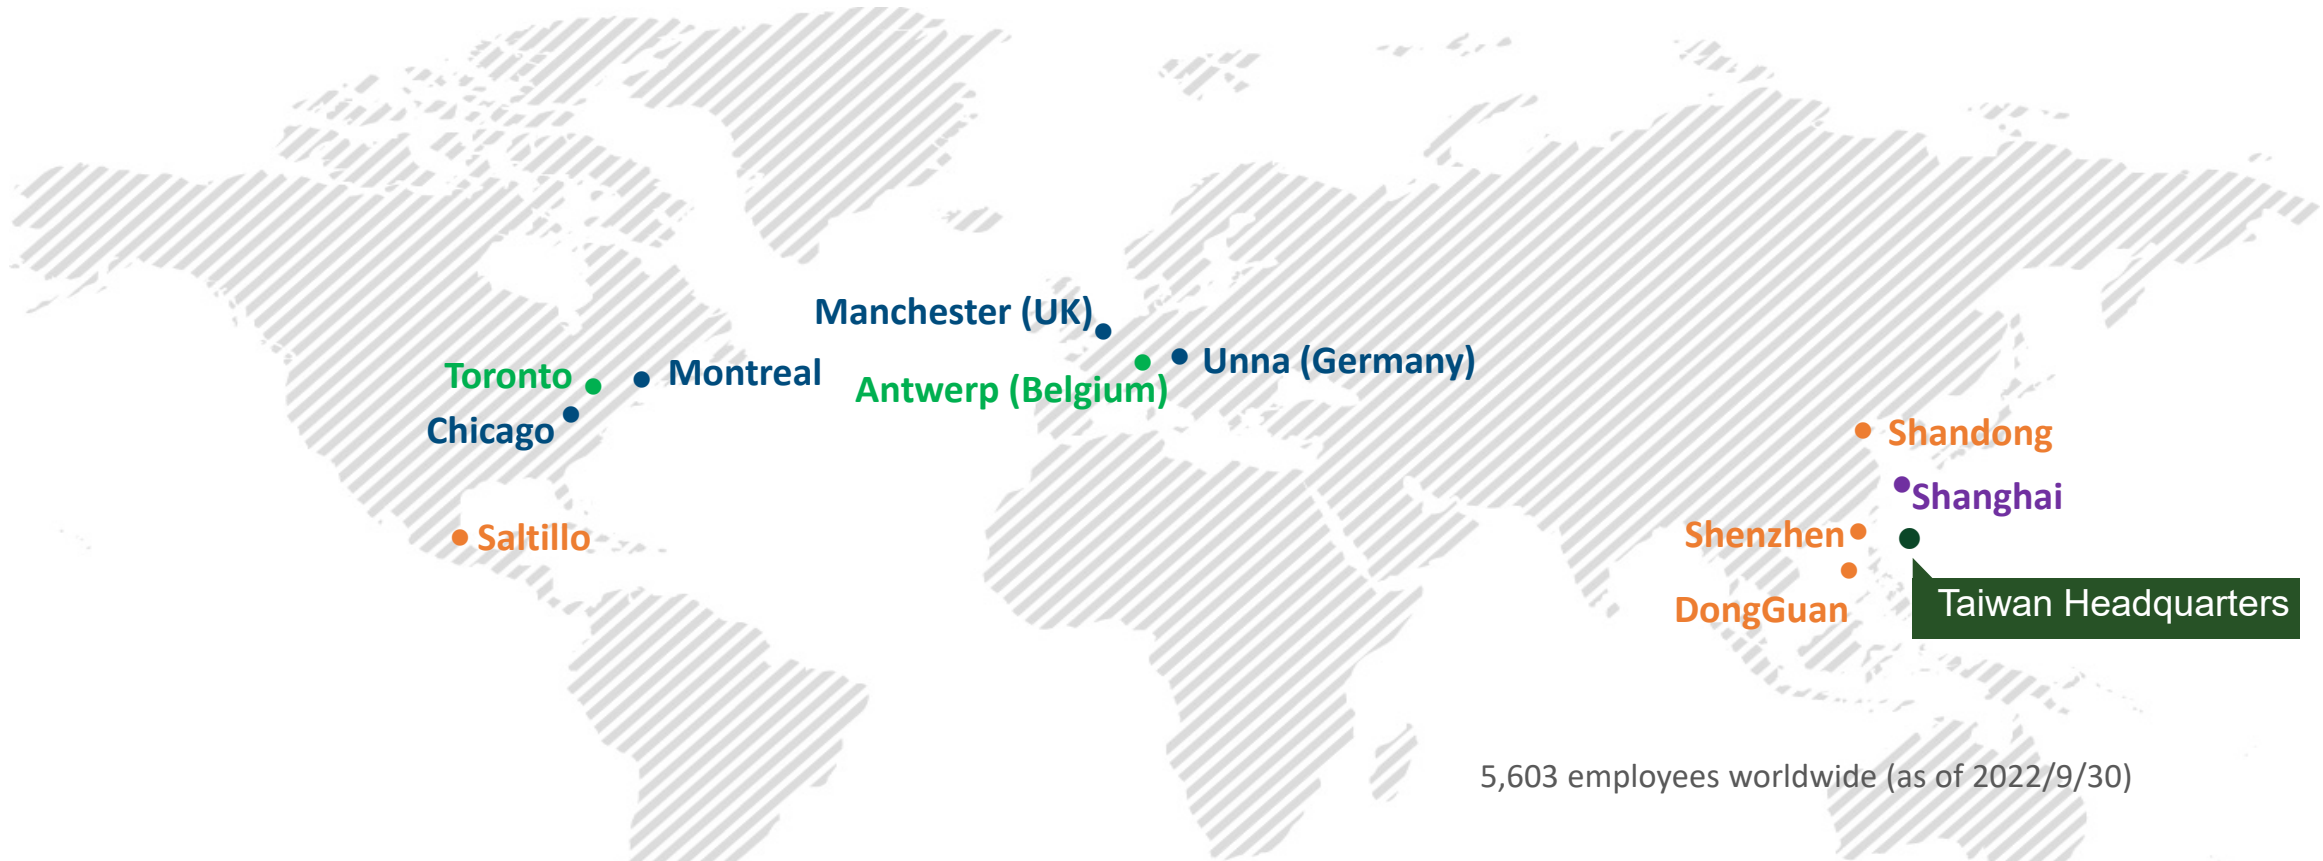 Manchester (UK)
Toronto
Montreal
Unna (Germany)
Antwerp (Belgium)
Chicago
Shandong
Shanghai
Saltillo
Shenzhen
DongGuan
Taiwan Headquarters
5,603 employees worldwide (as of 2022/9/30)